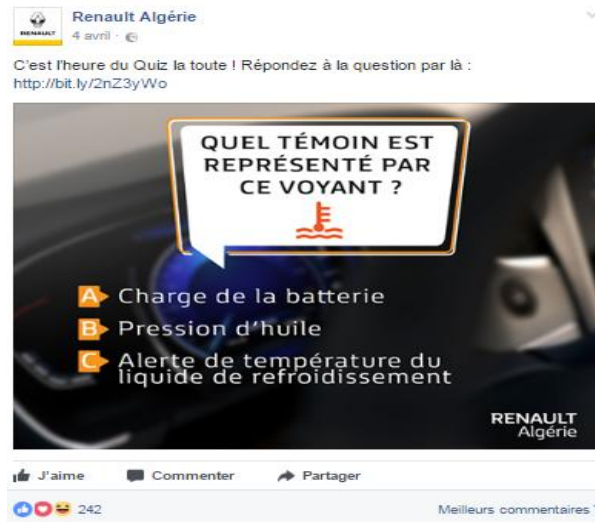 RENAULT
Renault Algérie
4 avril ·
C'est l'heure du Quiz la toute ! Répondez à la question par là :
http://bit.ly/2nZ3yWo
QUEL TÉMOIN EST
REPRÉSENTÉ PAR
CE VOYANT ?
A Charge de la batterie
B Pression d'huile
C Alerte de température du
liquide de refroidissement
RENAULT
Algérie
J'aime Commenter Partager
242 Meilleurs commentaires